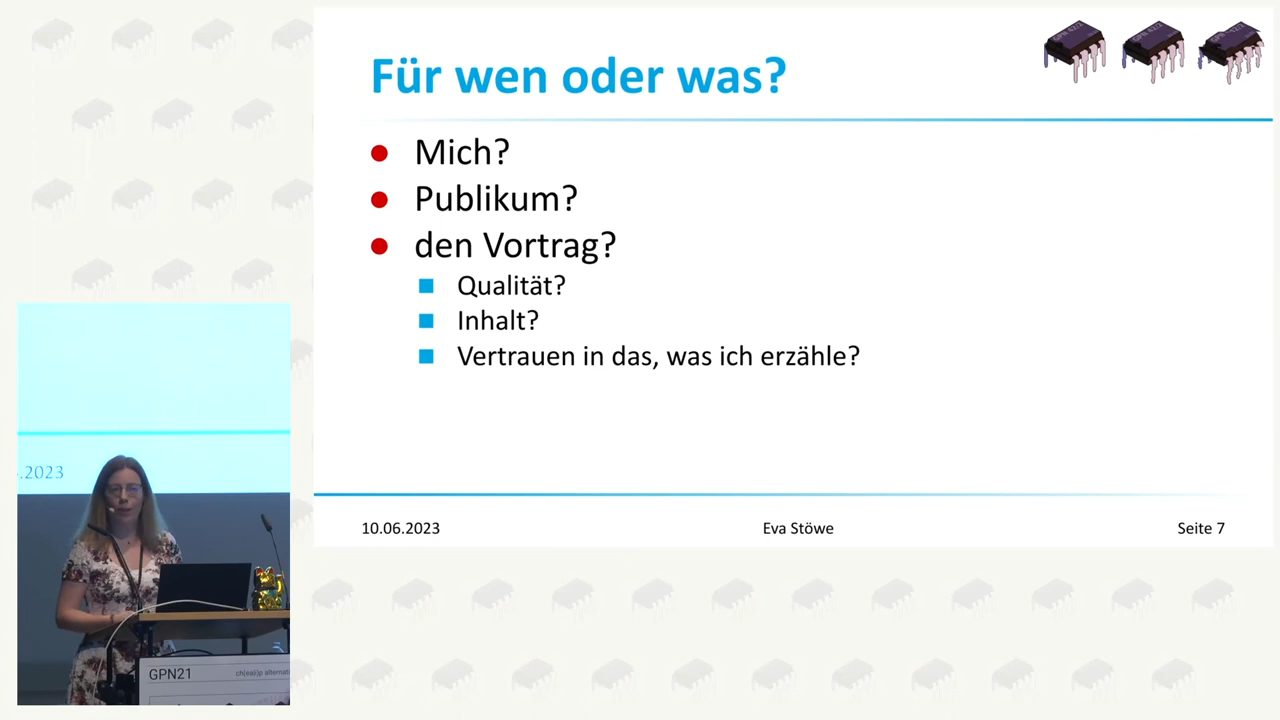 Für wen oder was?
Mich?
Publikum?
den Vortrag?
Qualität?
Inhalt?
Vertrauen in das, was ich erzähle?
10.06.2023
Eva Stöwe
Seite 7
.2023
GPN21